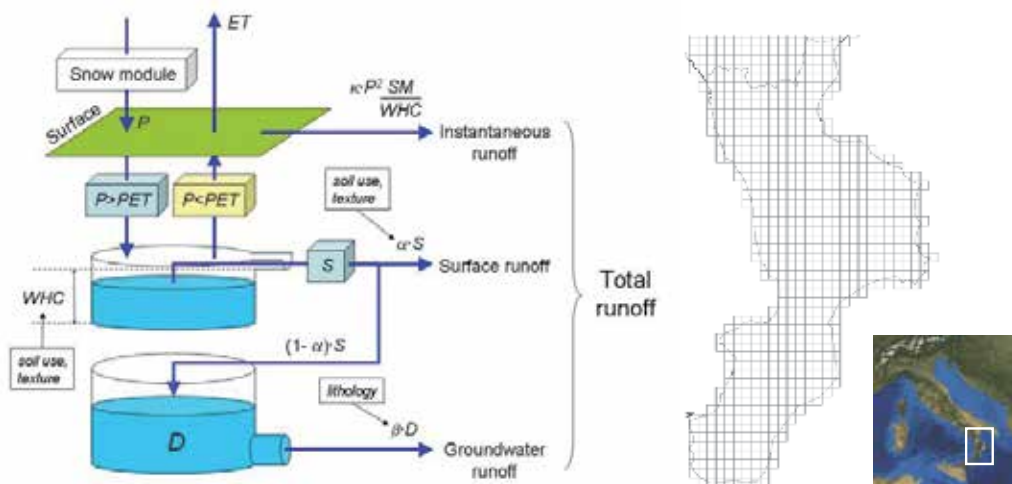 ET
Snow module
Surface
P
κ·P² SM
WHC
Instantaneous
runoff
P>PET
P<PET
soil use,
texture
α·S
S
Surface runoff
WHC
Total
runoff
(1- α)·S
soil use,
texture
lithology
D
β·D
Groundwater
runoff